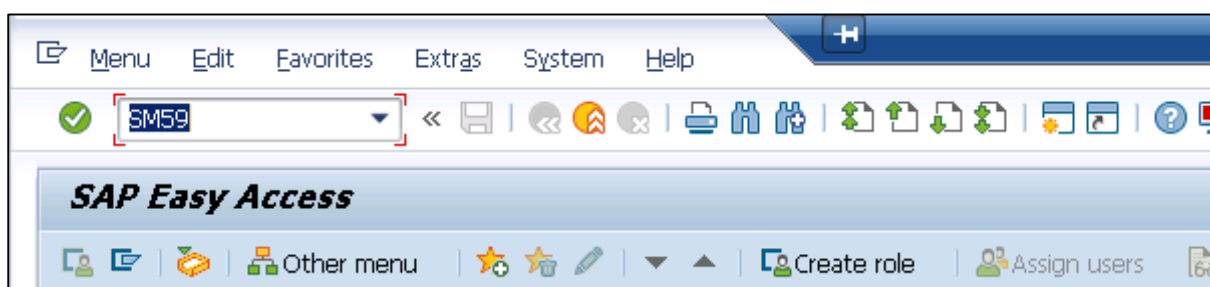 Menu Edit Favorites Extras System Help
SM59
SAP Easy Access
Other menu Create role Assign users